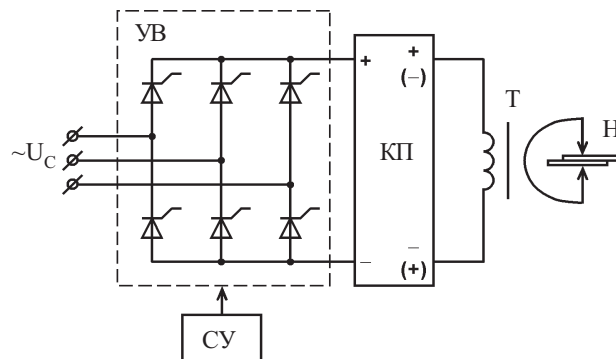 УВ
+
+
(–)
Т
Н
~U_C
КП
–
–
(+)
СУ